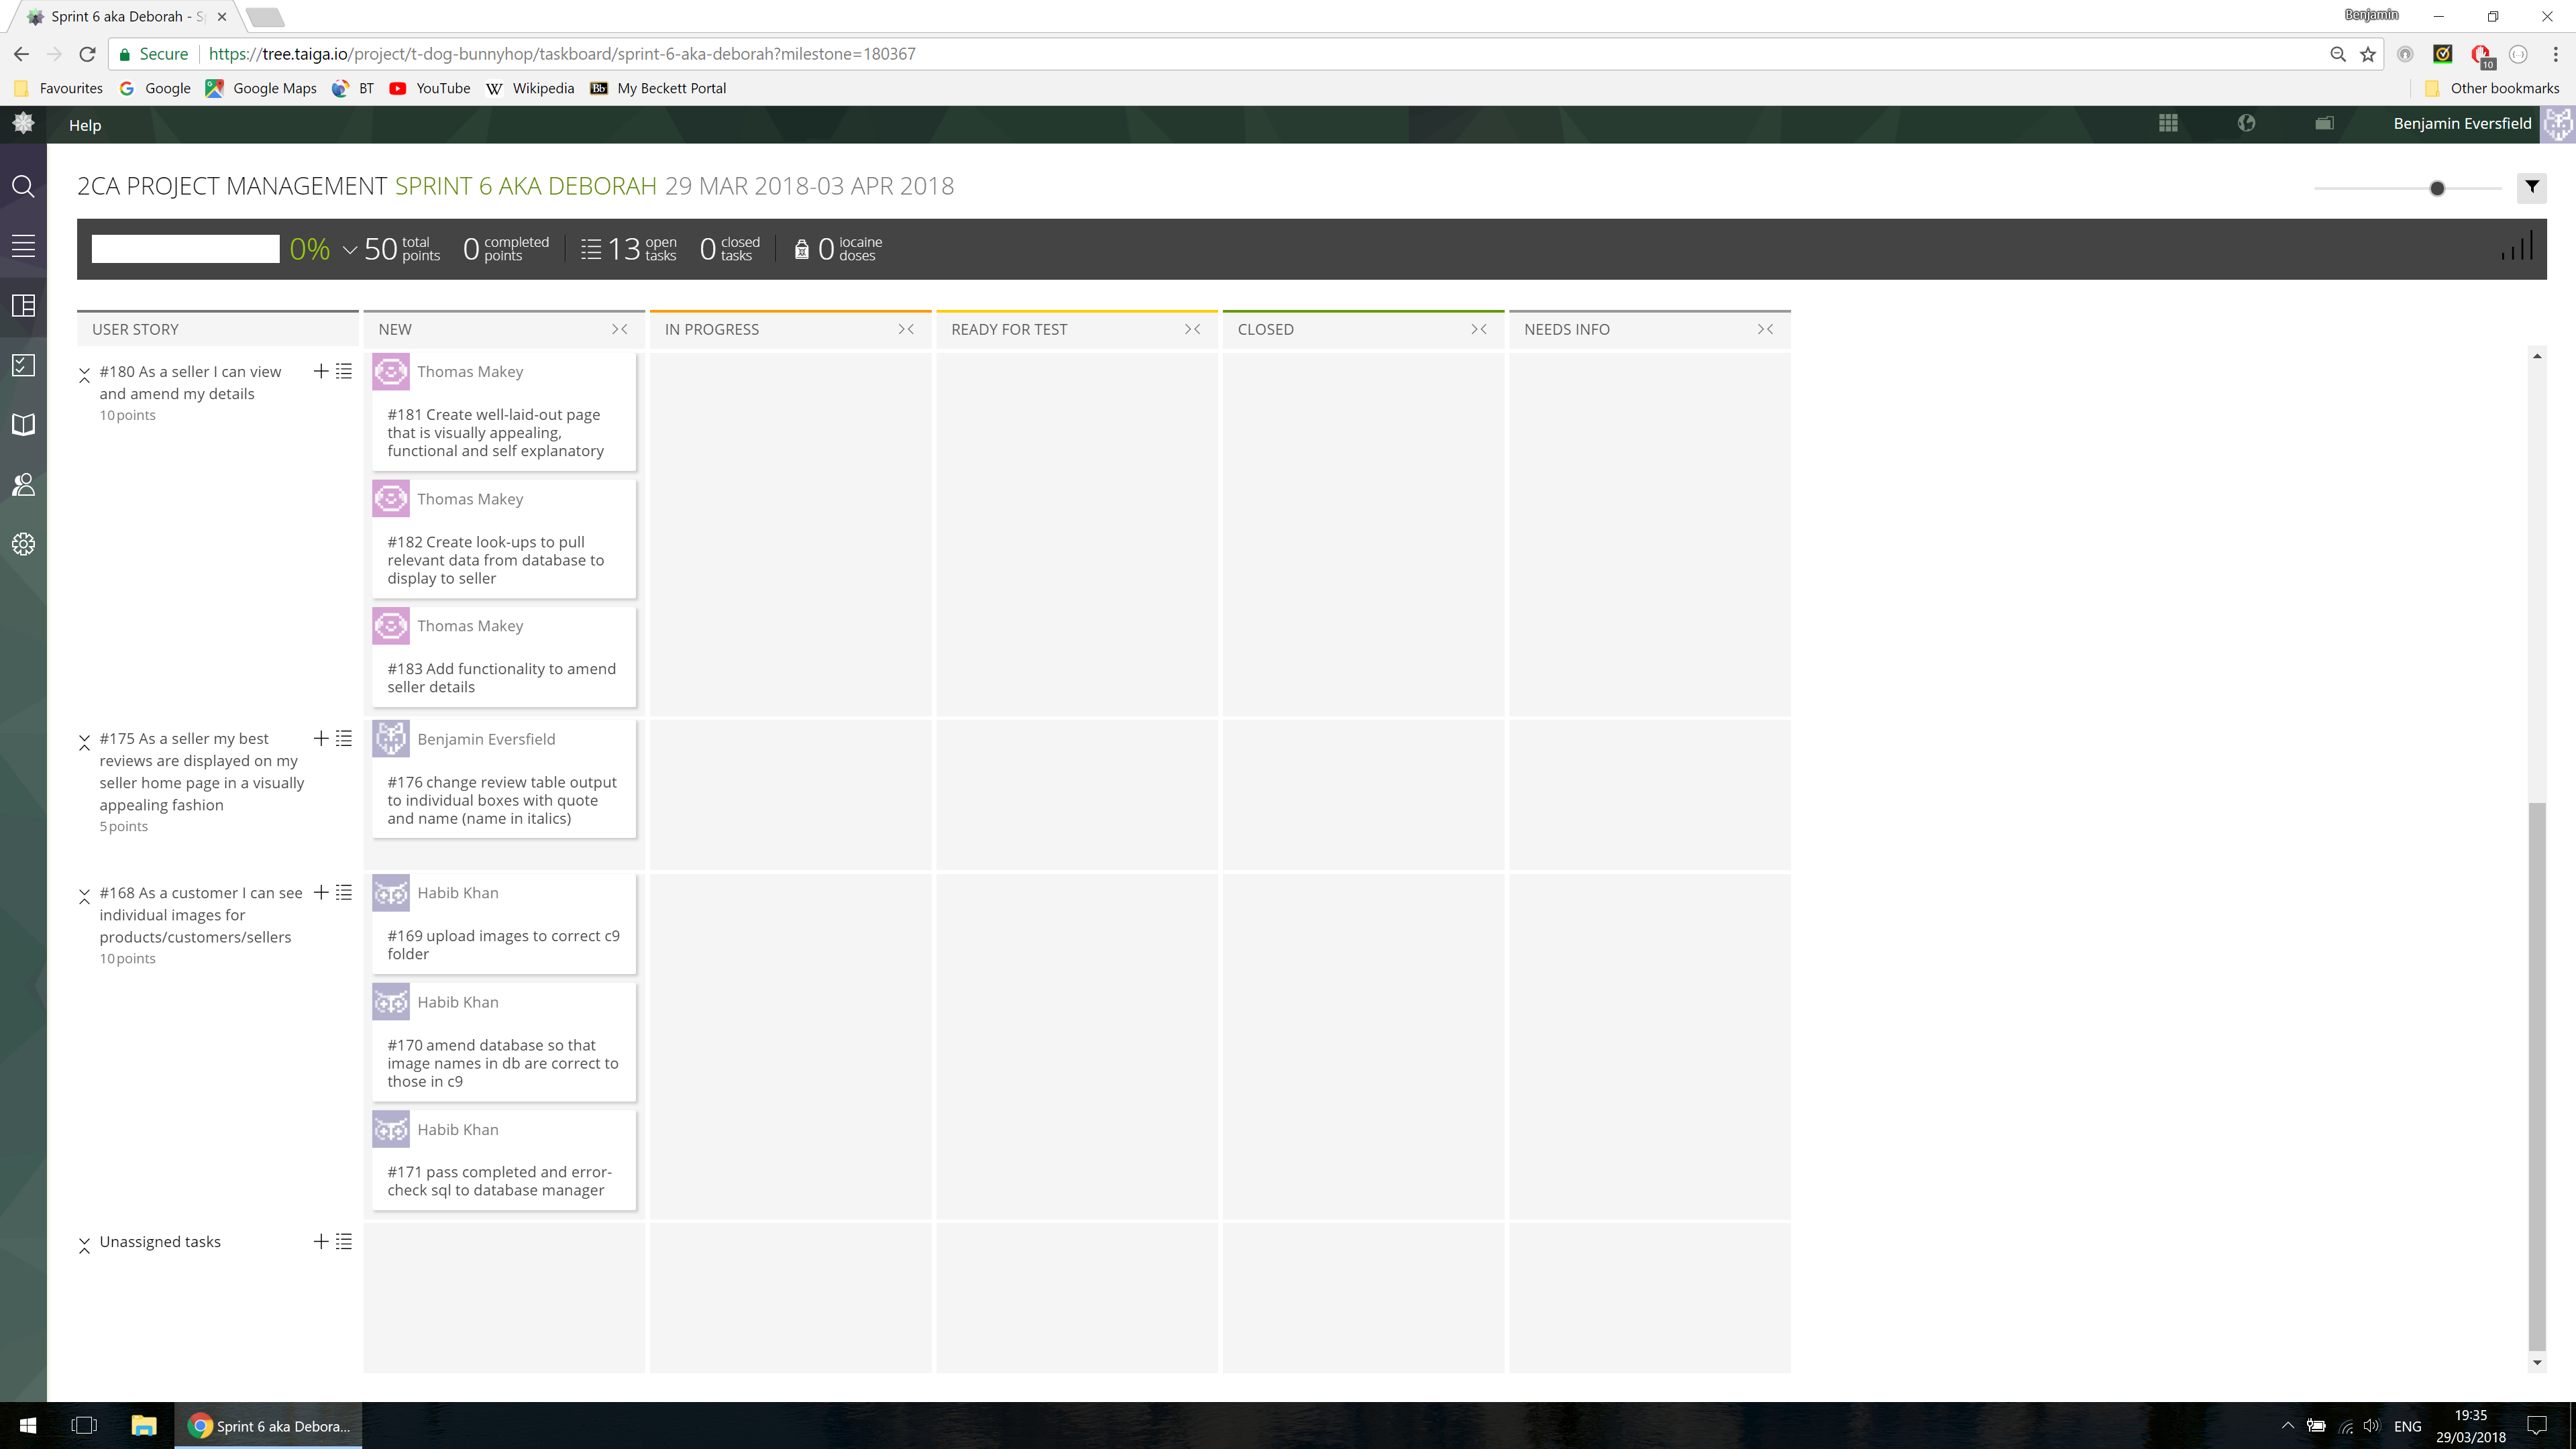 Sprint 6 aka Deborah - S
Benjamin
Secure
https://tree.taiga.io/project/t-dog-bunnyhop/taskboard/sprint-6-aka-deborah?milestone=180367
10
Favourites
Google
Google Maps
BT
YouTube
W Wikipedia
Bb My Beckett Portal
Other bookmarks
Help
Benjamin Eversfield
2CA PROJECT MANAGEMENT SPRINT 6 AKA DEBORAH 29 MAR 2018-03 APR 2018
0%
50 total points
0 completed points
13 open tasks
0 closed tasks
0 iocaine doses
USER STORY
NEW
IN PROGRESS
READY FOR TEST
CLOSED
NEEDS INFO
#180 As a seller I can view
and amend my details
10 points
Thomas Makey
#181 Create well-laid-out page
that is visually appealing,
functional and self explanatory
Thomas Makey
#182 Create look-ups to pull
relevant data from database to
display to seller
Thomas Makey
#183 Add functionality to amend
seller details
#175 As a seller my best
reviews are displayed on my
seller home page in a visually
appealing fashion
5 points
Benjamin Eversfield
#176 change review table output
to individual boxes with quote
and name (name in italics)
#168 As a customer I can see
individual images for
products/customers/sellers
10 points
Habib Khan
#169 upload images to correct c9
folder
Habib Khan
#170 amend database so that
image names in db are correct to
those in c9
Habib Khan
#171 pass completed and error-
check sql to database manager
Unassigned tasks
Sprint 6 aka Debora...
ENG
19:35
29/03/2018